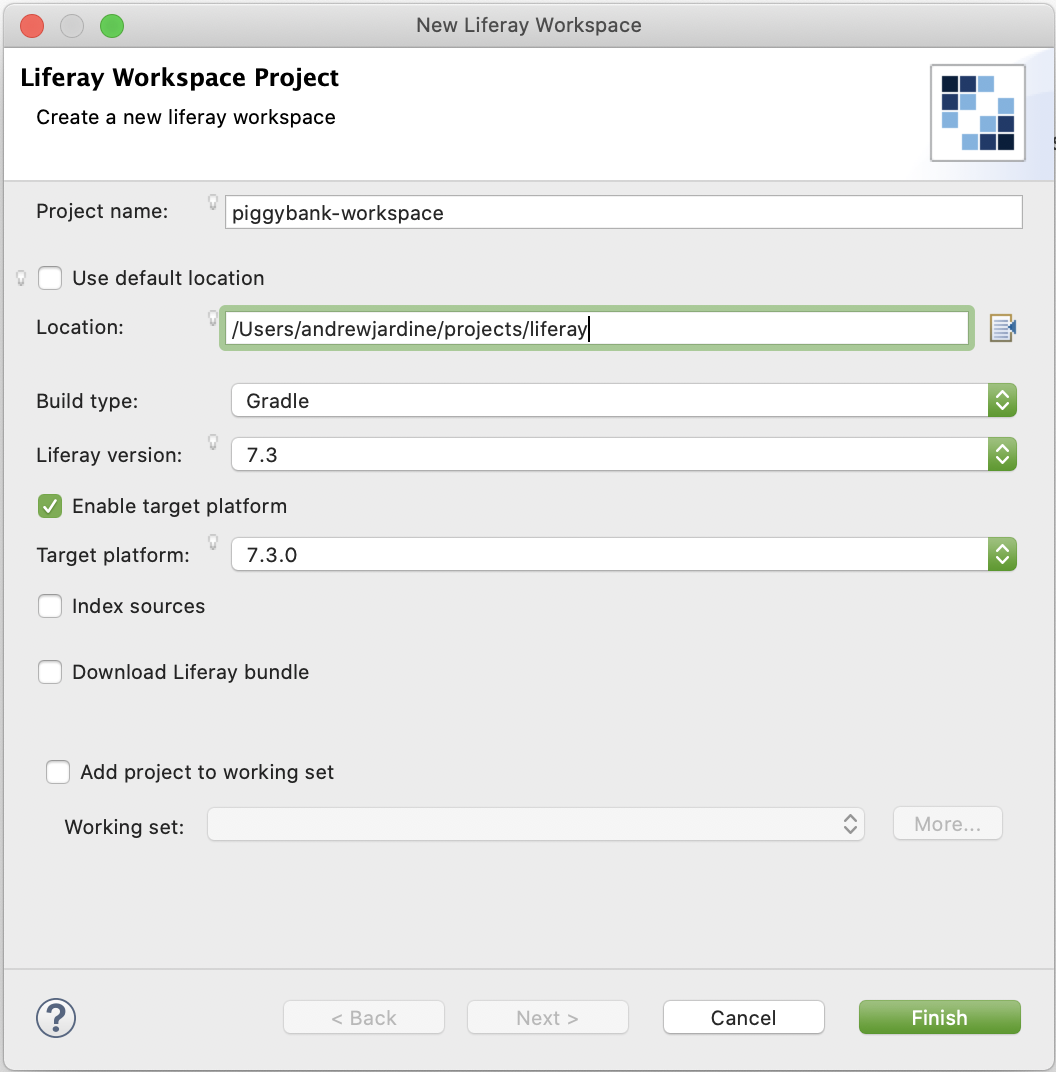 New Liferay Workspace
Liferay Workspace Project
Create a new liferay workspace
Project name: piggybank-workspace
Use default location
Location: /Users/andrewjardine/projects/liferay
Build type: Gradle
Liferay version: 7.3
Enable target platform
Target platform: 7.3.0
Index sources
Download Liferay bundle
Add project to working set
Working set: More...
? < Back Next > Cancel Finish